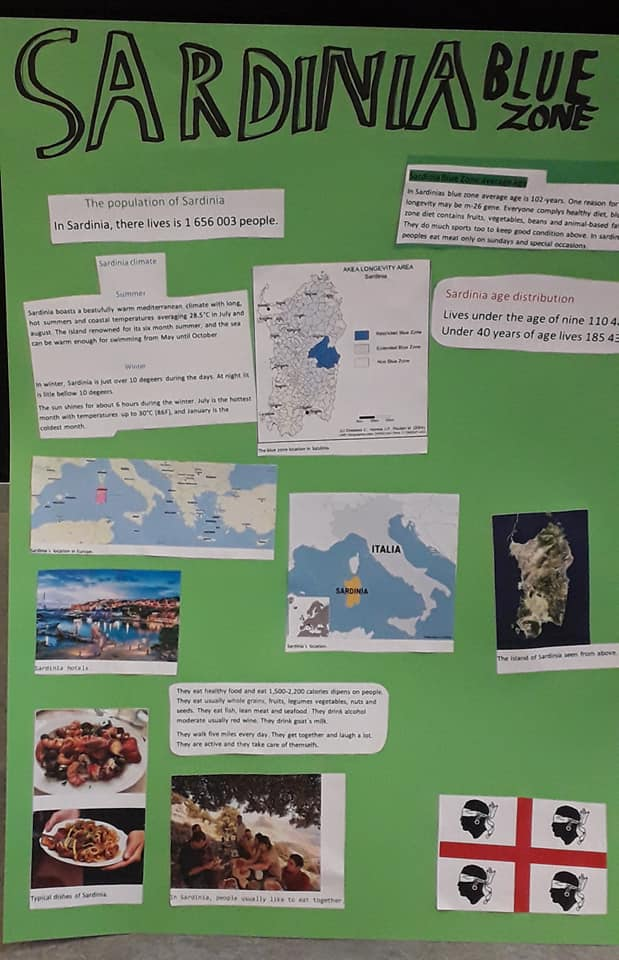 SARDINIA BLUE
ZONE
Sardinia Blue Zone average age
In Sardinias blue zone average age is 102-years. One reason for
longevity may be m-26 gene. Everyone complys healthy diet, bl
zone diet contains fruits, vegetables, beans and animal-based fa
They do much sports too to keep good condition above. In sardin
peoples eat meat only on sundays and special occasions.
The population of Sardinia
In Sardinia, there lives is 1 656 003 people.
Sardinia climate
Summer
Sardinia boasts a beatufully warm mediterranean climate with long,
hot summers and coastal temperatures averaging 28.5°C in July and
august. The island renowned for its six month summer, and the sea
can be warm enough for swimming from May until October
Winter
In winter, Sardinia is just over 10 degeers during the days. At night it
is little bellow 10 degeers.
The sun shines for about 6 hours during the winter. July is the hottest
month with temperatures up to 30°C (86F), and January is the
coldest month.
AKEA LONGEVITY AREA
Sardinia
Restricted Blue Zone
Extended Blue Zone
Non Blue Zone
The blue zone location in Sardinia
Sardinia age distribution
Lives under the age of nine 110 4
Under 40 years of age lives 185 43
Sardinia's location in Europe.
ITALIA
SARDINIA
Sardinia's location.
The island of Sardinia seen from above.
Sardinia hotels
They eat healthy food and eat 1,500-2,200 calories dipens on people.
They eat usually whole grains, fruits, legumes vegetables, nuts and
seeds. They eat fish, lean meat and seafood. They drink alcohol
moderate usually red wine. They drink goat's milk.
They walk five miles every day. They get together and laugh a lot.
They are active and they take care of themselfs.
Typical dishes of Sardinia.
In Sardinia, people usually like to eat together